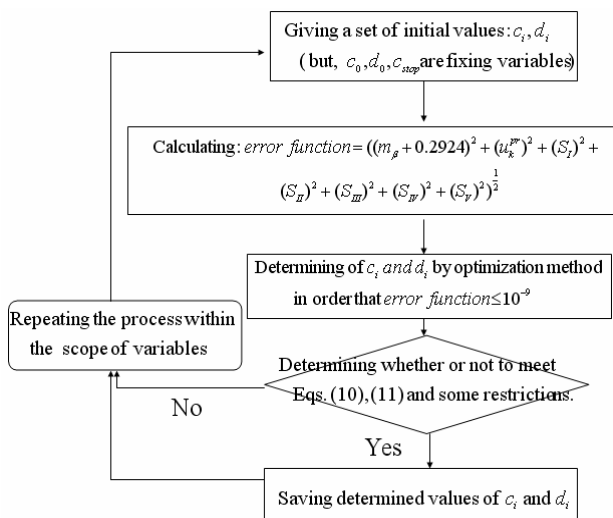 Giving a set of initial values: c_i, d_i
(but, c_0, d_0, c_stop are fixing variables)
Calculating: error function = ((m_β + 0.2924)^2 + (u_k^pr)^2 + (S_I)^2 +
(S_II)^2 + (S_III)^2 + (S_IV)^2 + (S_V)^2)^(1/2)
Determining of c_i and d_i by optimization method
in order that error function ≤ 10^-9
Repeating the process within
the scope of variables
Determining whether or not to meet
Eqs. (10), (11) and some restrictions.
No
Yes
Saving determined values of c_i and d_i